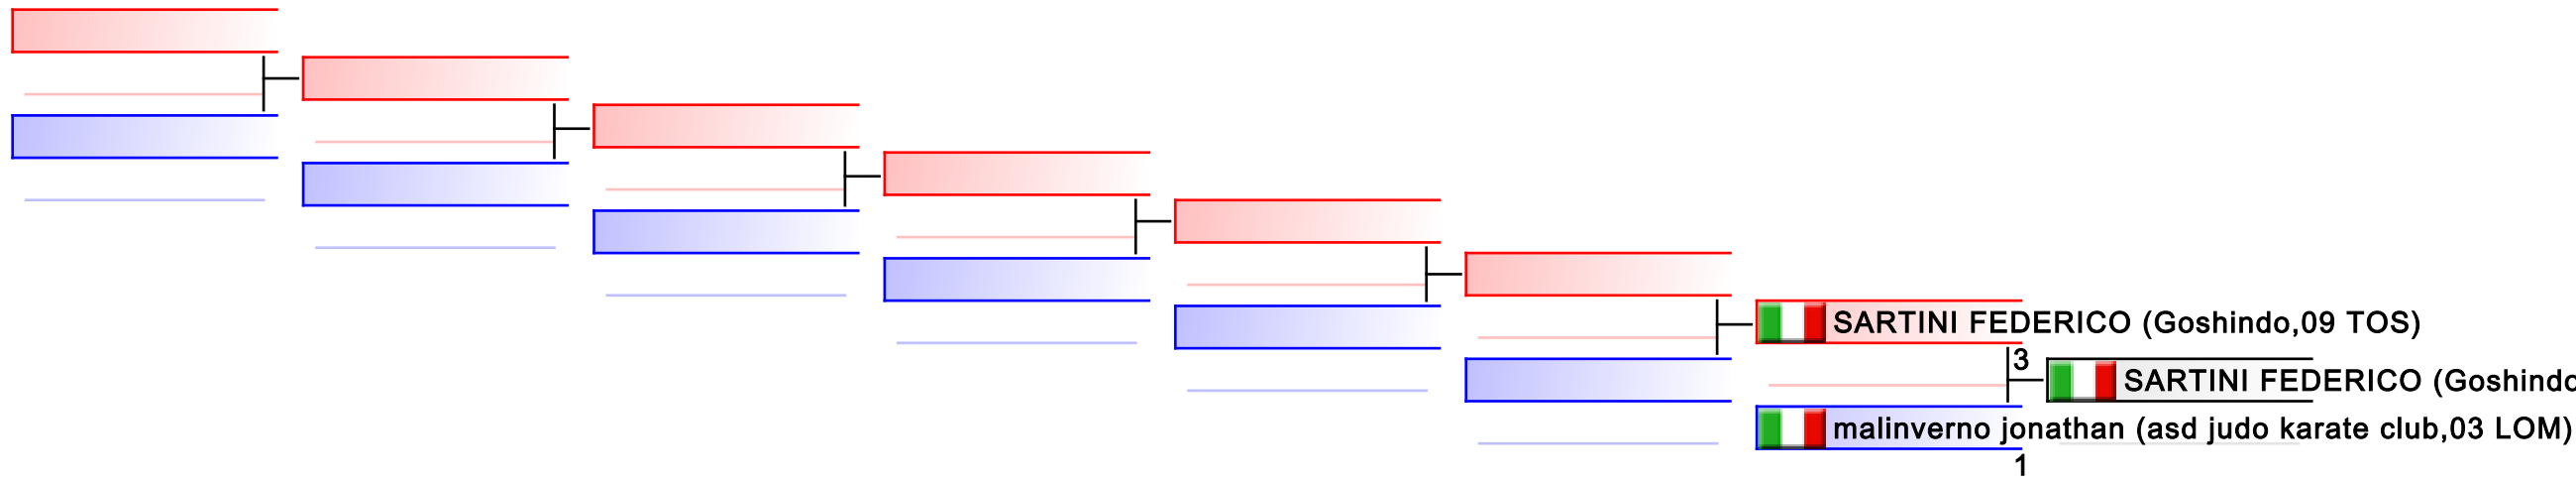 SARTINI FEDERICO (Goshindo,09 TOS)
3
SARTINI FEDERICO (Goshindo
malinverno jonathan (asd judo karate club,03 LOM)
1